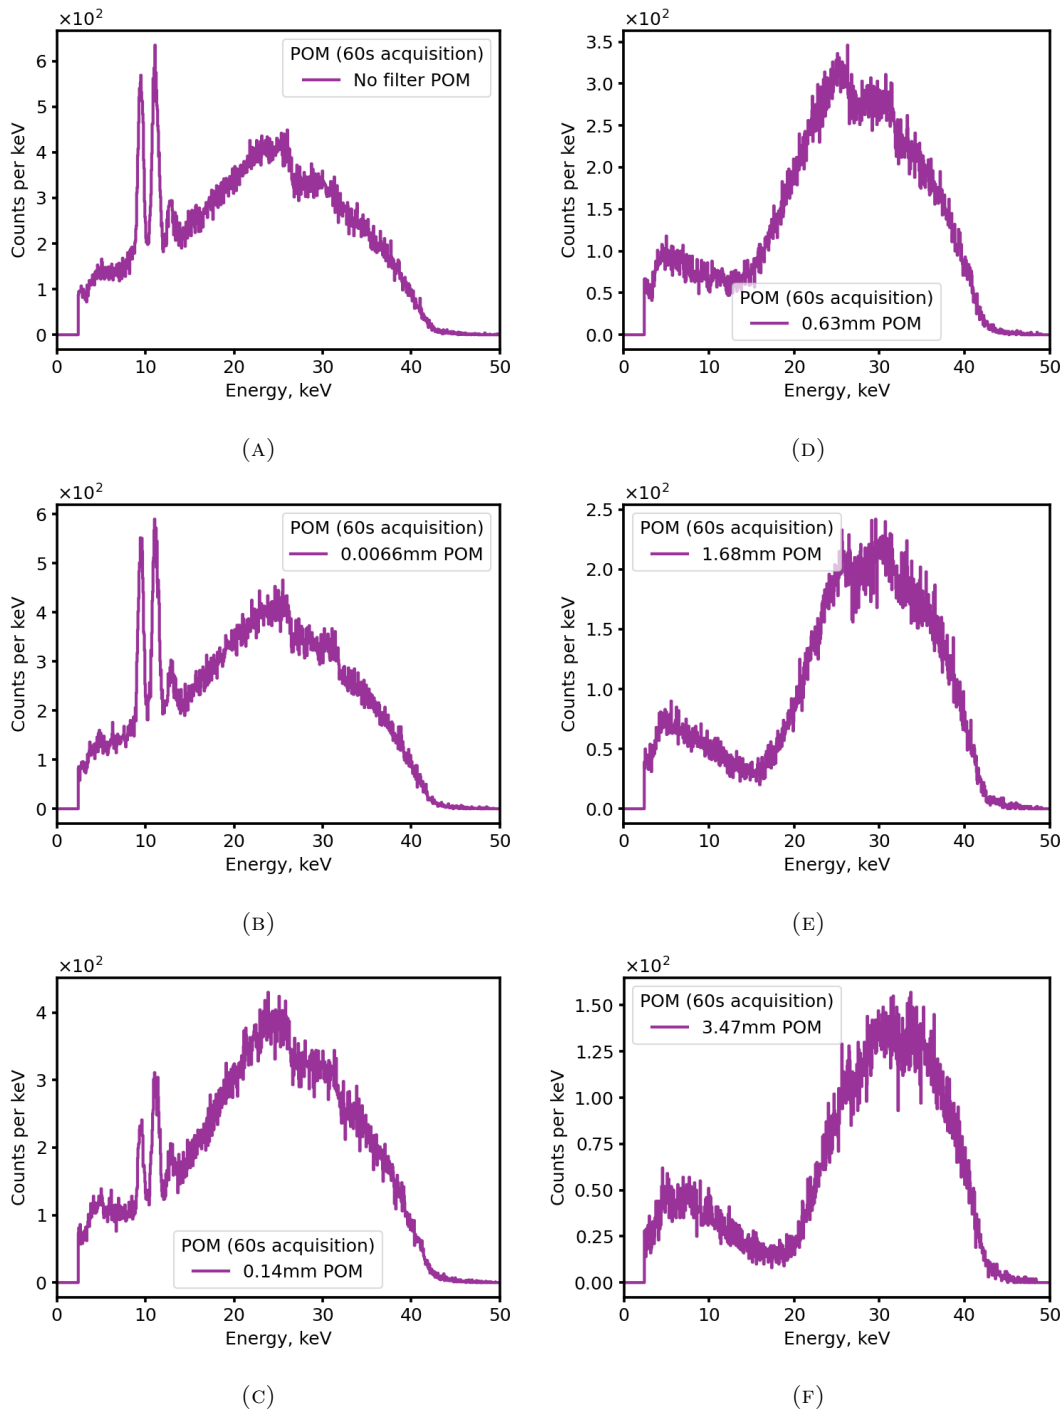 ×10²
6
5
4
3
2
1
0
Counts per keV
POM (60s acquisition)
No filter POM
0 10 20 30 40 50
Energy, keV
(A)
×10²
3.5
3.0
2.5
2.0
1.5
1.0
0.5
0.0
Counts per keV
POM (60s acquisition)
0.63mm POM
0 10 20 30 40 50
Energy, keV
(D)
×10²
6
5
4
3
2
1
0
Counts per keV
POM (60s acquisition)
0.0066mm POM
0 10 20 30 40 50
Energy, keV
(B)
×10²
2.5
2.0
1.5
1.0
0.5
0.0
Counts per keV
POM (60s acquisition)
1.68mm POM
0 10 20 30 40 50
Energy, keV
(E)
×10²
4
3
2
1
0
Counts per keV
POM (60s acquisition)
0.14mm POM
0 10 20 30 40 50
Energy, keV
(C)
×10²
1.50
1.25
1.00
0.75
0.50
0.25
0.00
Counts per keV
POM (60s acquisition)
3.47mm POM
0 10 20 30 40 50
Energy, keV
(F)